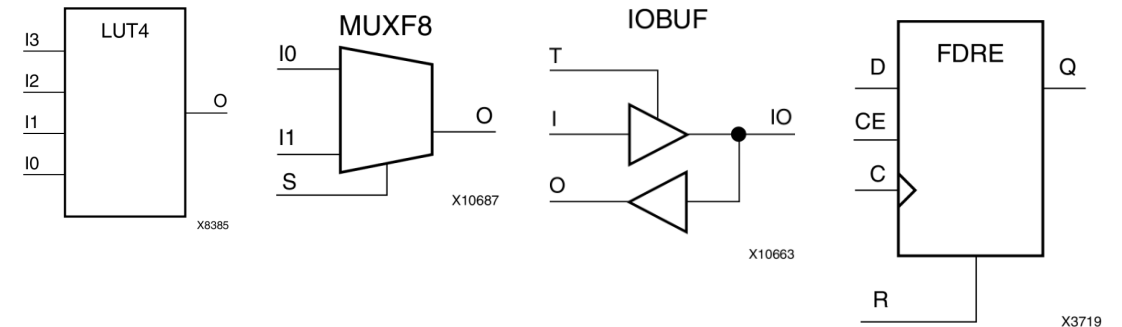 LUT4
I3
I2
I1
I0
O
X8385
MUXF8
I0
I1
S
O
X10687
IOBUF
T
I
O
IO
X10663
FDRE
D
CE
C
R
Q
X3719